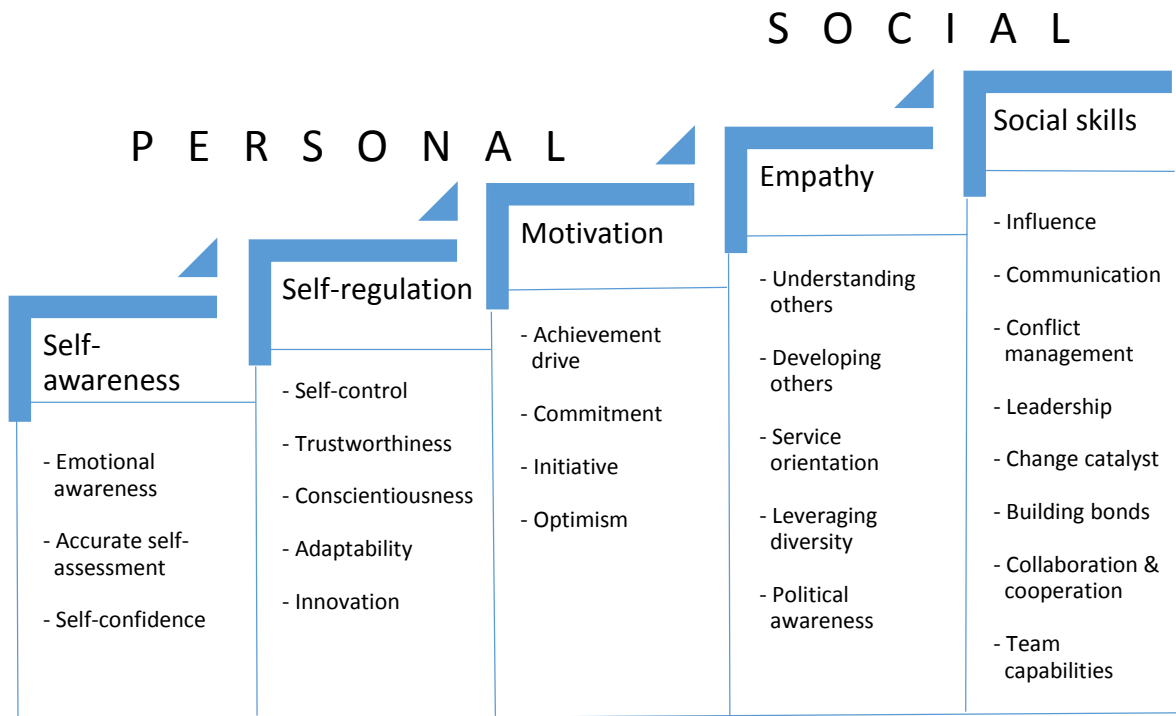 S O C I A L
P E R S O N A L
Self-
awareness
- Emotional
awareness
- Accurate self-
assessment
- Self-confidence
Self-regulation
- Self-control
- Trustworthiness
- Conscientiousness
- Adaptability
- Innovation
Motivation
- Achievement
drive
- Commitment
- Initiative
- Optimism
Empathy
- Understanding
others
- Developing
others
- Service
orientation
- Leveraging
diversity
- Political
awareness
Social skills
- Influence
- Communication
- Conflict
management
- Leadership
- Change catalyst
- Building bonds
- Collaboration &
cooperation
- Team
capabilities